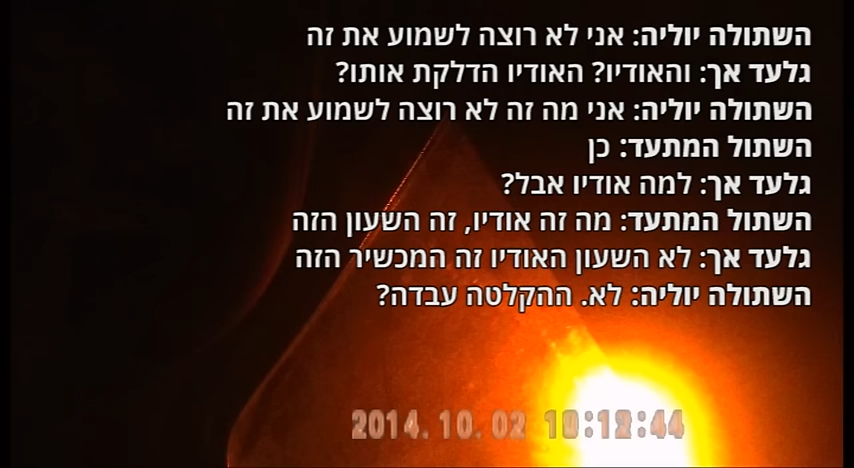 השתולה יוליה: אני לא רוצה לשמוע את זה
גלעד אך: והאודיו? האודיו הדלקת אותו?
השתולה יוליה: אני מה זה לא רוצה לשמוע את זה
השתול המתעד: כן
גלעד אך: למה אודיו אבל?
השתול המתעד: מה זה אודיו, זה השעון הזה
גלעד אך: לא השעון האודיו זה המכשיר הזה
השתולה יוליה: לא. ההקלטה עבדה?
2014.10.02 10:12:44